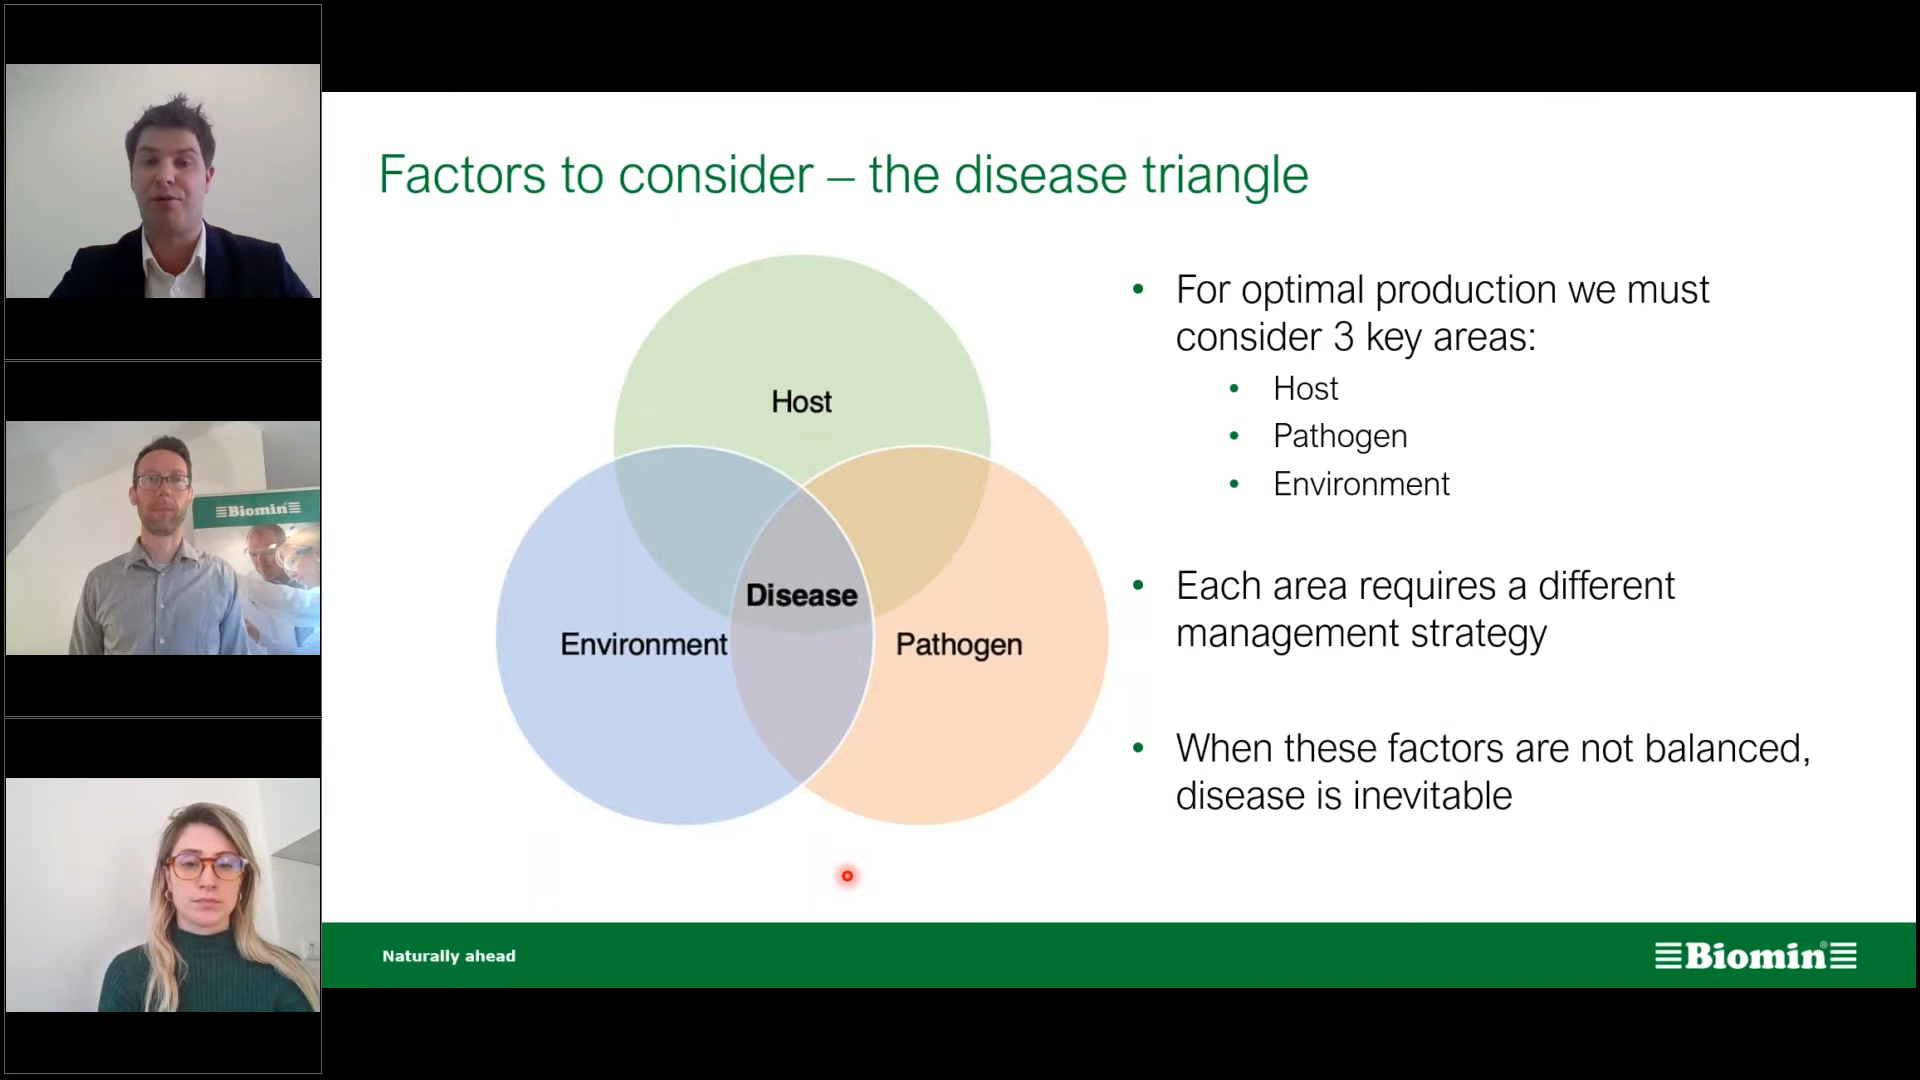 Factors to consider – the disease triangle
Host
Environment
Disease
Pathogen
• For optimal production we must
consider 3 key areas:
• Host
• Pathogen
• Environment
• Each area requires a different
management strategy
• When these factors are not balanced,
disease is inevitable
Biomin
Naturally ahead
Biomin®